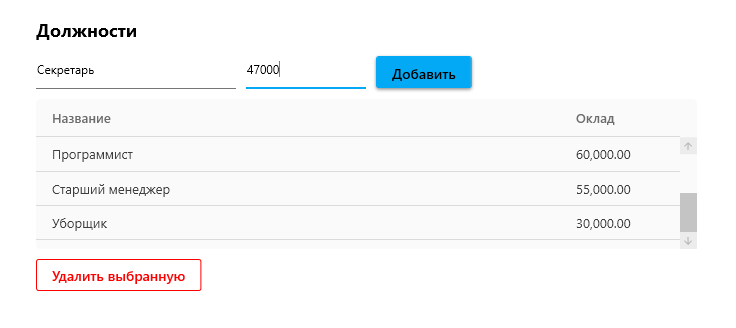 Должности
Секретарь 47000 Добавить
Название Оклад
Программист 60,000.00
Старший менеджер 55,000.00
Уборщик 30,000.00
Удалить выбранную